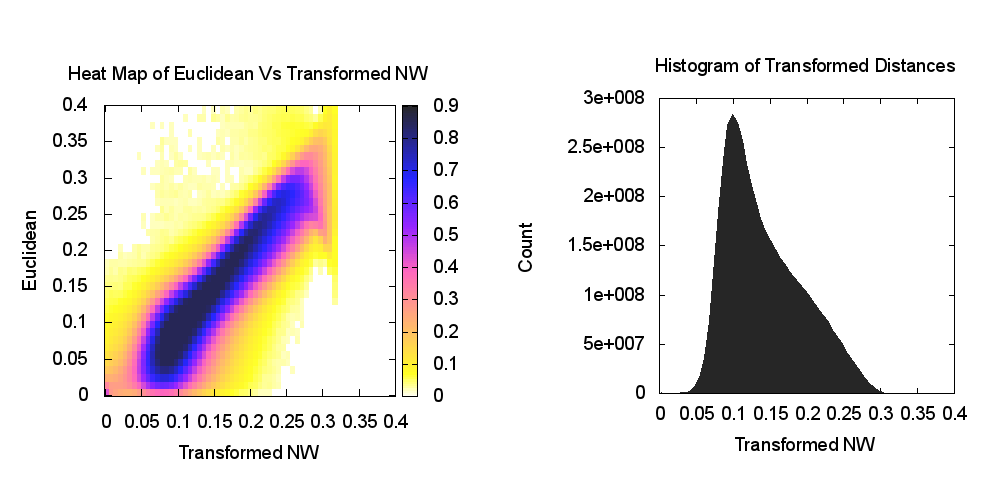 Heat Map of Euclidean Vs Transformed NW
0.4
0.35
0.3
0.25
0.2
0.15
0.1
0.05
0
Euclidean
0 0.05 0.1 0.15 0.2 0.25 0.3 0.35 0.4
Transformed NW
0.9
0.8
0.7
0.6
0.5
0.4
0.3
0.2
0.1
0
Histogram of Transformed Distances
3e+008
2.5e+008
2e+008
1.5e+008
1e+008
5e+007
0
Count
0 0.05 0.1 0.15 0.2 0.25 0.3 0.35 0.4
Transformed NW